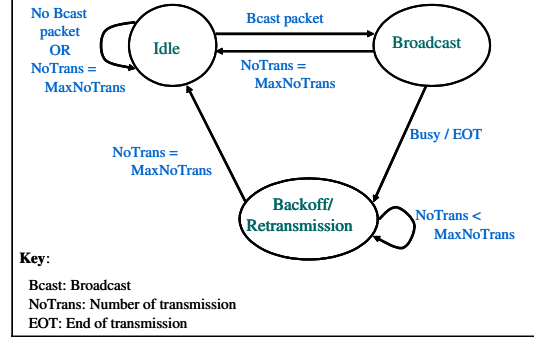 No Bcast
packet
OR
NoTrans =
MaxNoTrans
Idle
Bcast packet
Broadcast
NoTrans =
MaxNoTrans
Busy / EOT
NoTrans =
MaxNoTrans
Backoff/
Retransmission
NoTrans <
MaxNoTrans
Key:
Bcast: Broadcast
NoTrans: Number of transmission
EOT: End of transmission